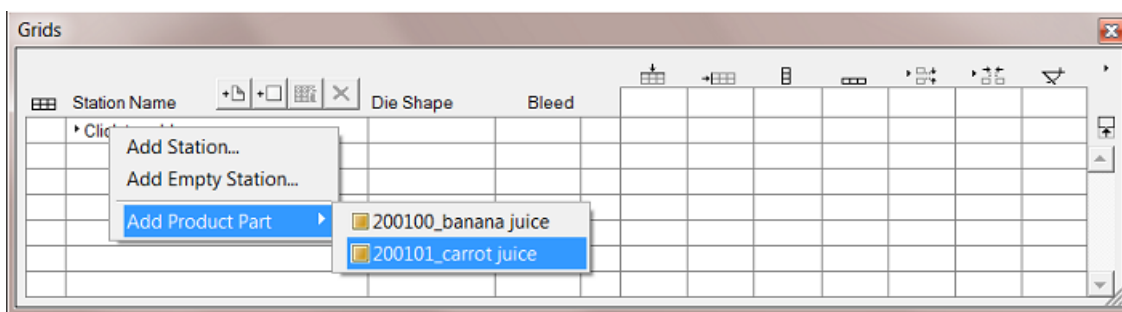 Grids
Station Name Die Shape Bleed
Add Station...
Add Empty Station...
Add Product Part
200100_banana juice
200101_carrot juice